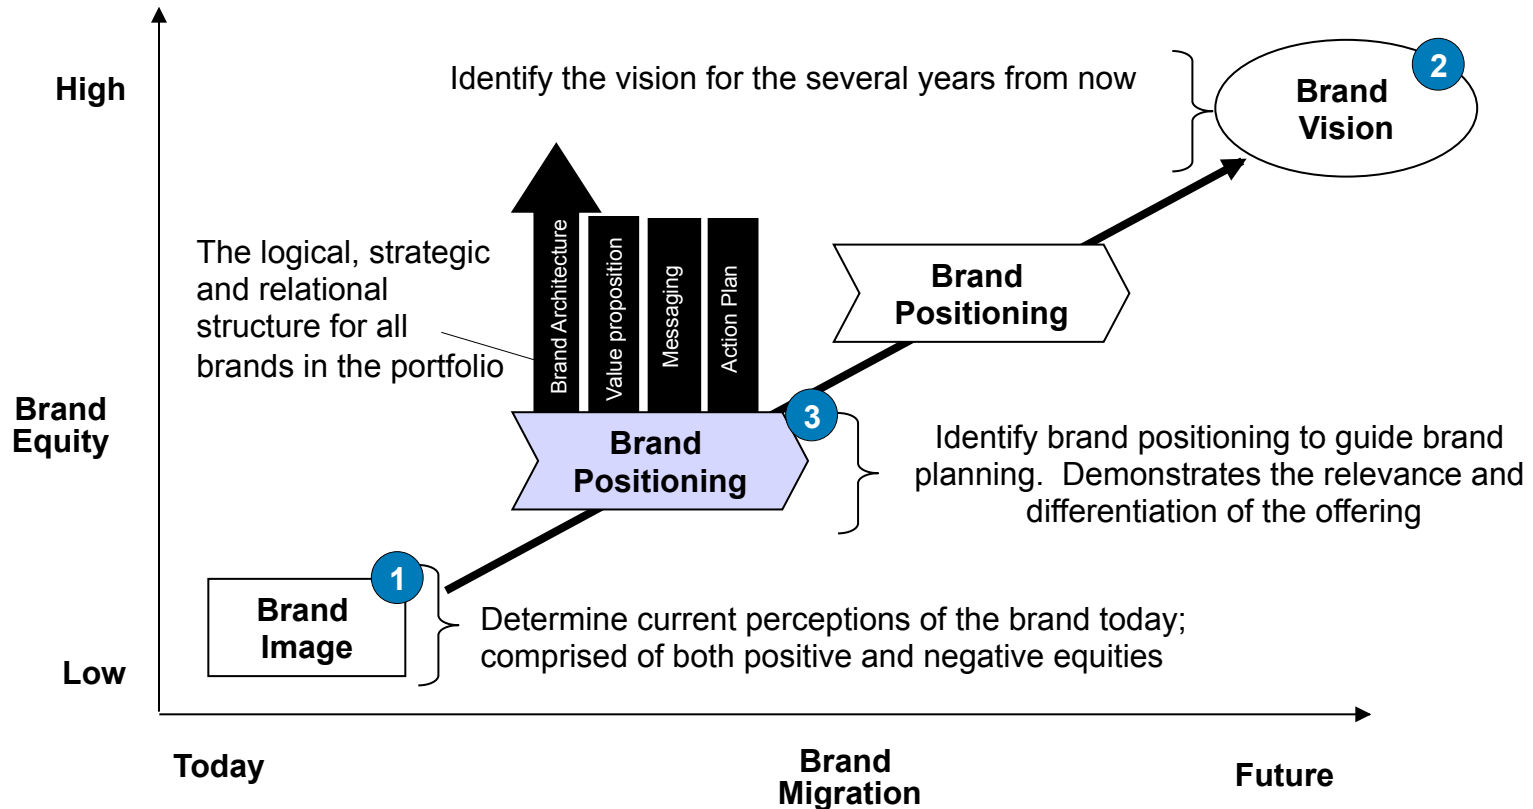 High
Identify the vision for the several years from now
2
Brand
Vision
The logical, strategic
and relational
structure for all
brands in the portfolio
Brand Architecture
Value proposition
Messaging
Action Plan
Brand
Positioning
Brand
Equity
3
Brand
Positioning
Identify brand positioning to guide brand
planning.  Demonstrates the relevance and
differentiation of the offering
1
Brand
Image
Determine current perceptions of the brand today;
comprised of both positive and negative equities
Low
Today
Brand
Migration
Future